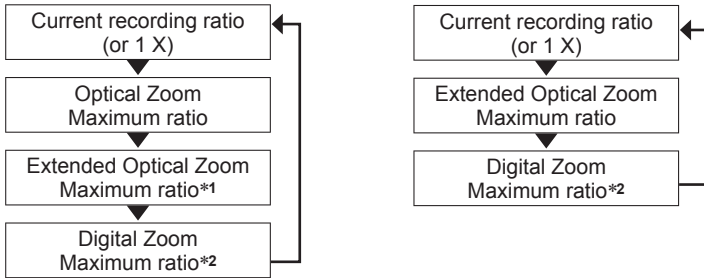 Current recording ratio
(or 1 X)
Optical Zoom
Maximum ratio
Extended Optical Zoom
Maximum ratio*1
Digital Zoom
Maximum ratio*2
Current recording ratio
(or 1 X)
Extended Optical Zoom
Maximum ratio
Digital Zoom
Maximum ratio*2